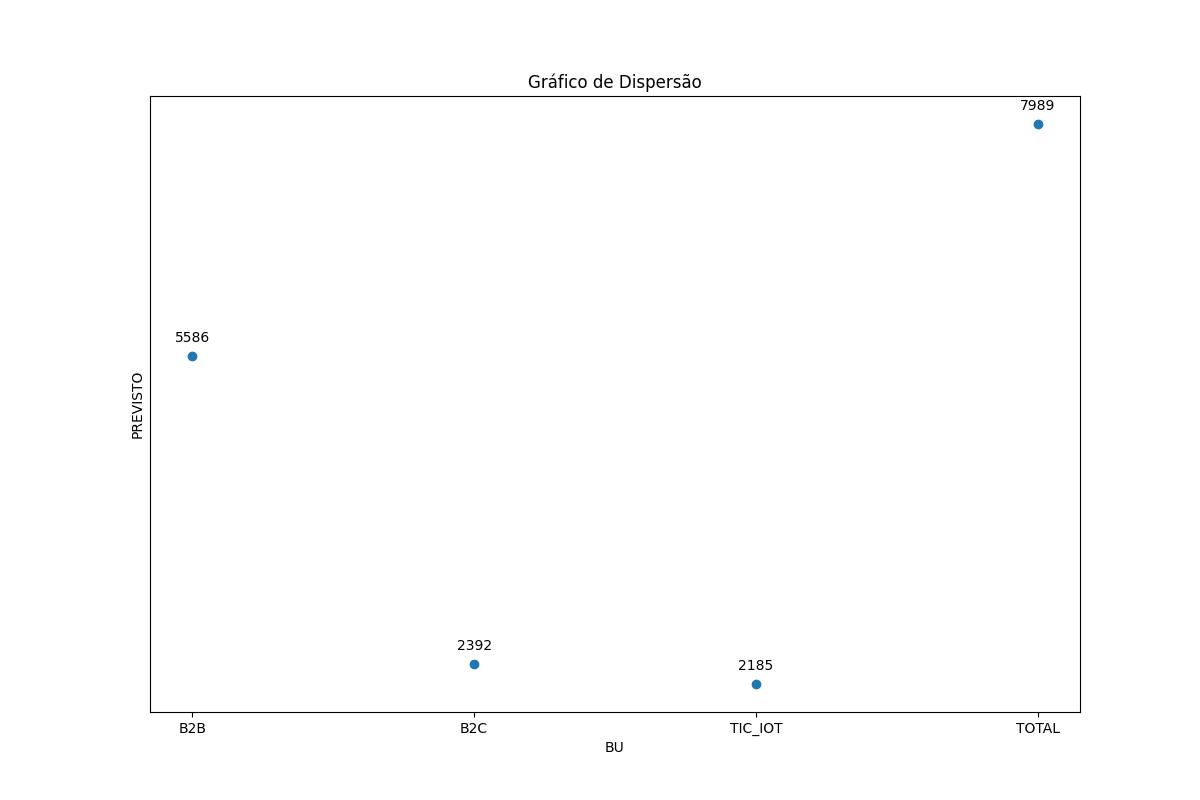 Gráfico de Dispersão
7989
5586
PREVISTO
2392
2185
B2B
B2C
TIC_IOT
TOTAL
BU